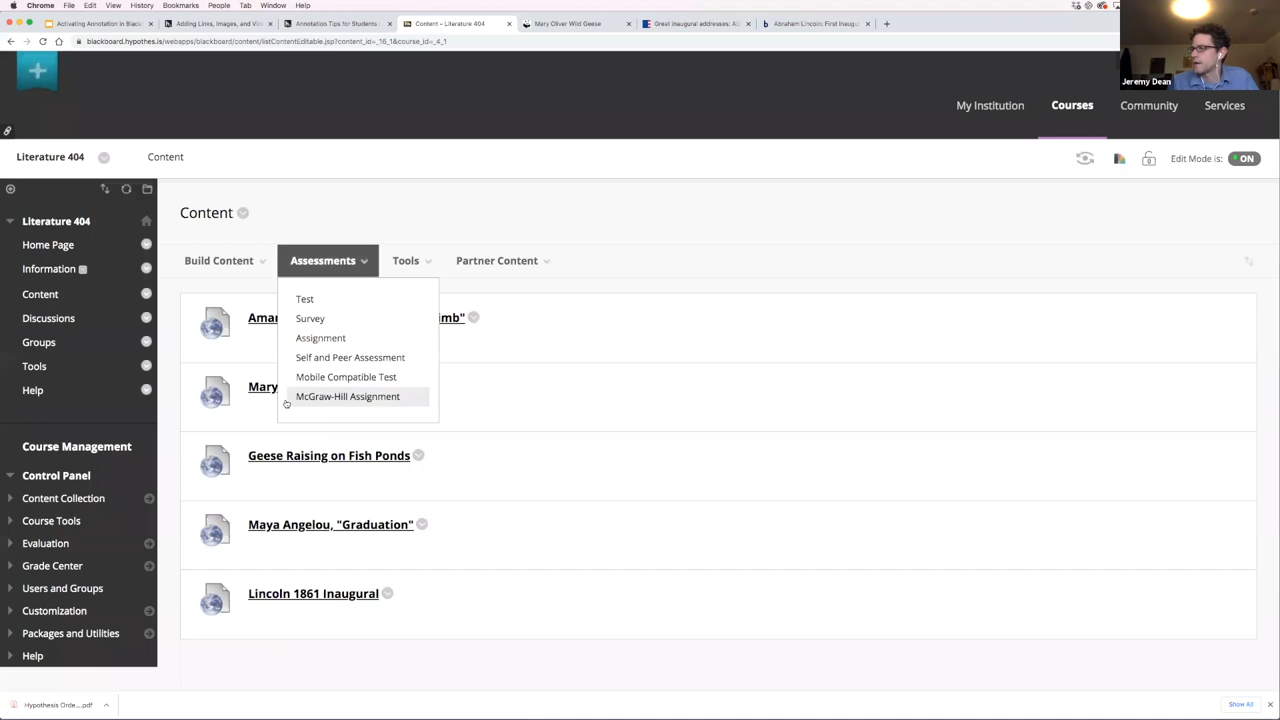 Chrome File Edit View History Bookmarks People Tab Window Help
Activating Annotation in Black
Adding Links, Images, and Vid
Annotation Tips for Students
Content – Literature 404
Mary Oliver Wild Geese
Great inaugural addresses: Ab
Abraham Lincoln: First Inaugu
blackboard.hypothes.is/webapps/blackboard/content/listContentEditable.jsp?content_id=_16_1&course_id=_4_1
Jeremy Dean
My Institution Courses Community Services
Literature 404 Content Edit Mode is: ON
Content
Build Content Assessments Tools Partner Content
Test
Survey
Assignment
Self and Peer Assessment
Mobile Compatible Test
McGraw-Hill Assignment
Aman imb"
Mary
Geese Raising on Fish Ponds
Maya Angelou, "Graduation"
Lincoln 1861 Inaugural
Literature 404
Home Page
Information
Content
Discussions
Groups
Tools
Help
Course Management
Control Panel
Content Collection
Course Tools
Evaluation
Grade Center
Users and Groups
Customization
Packages and Utilities
Help
Hypothesis Orde....pdf
Show All